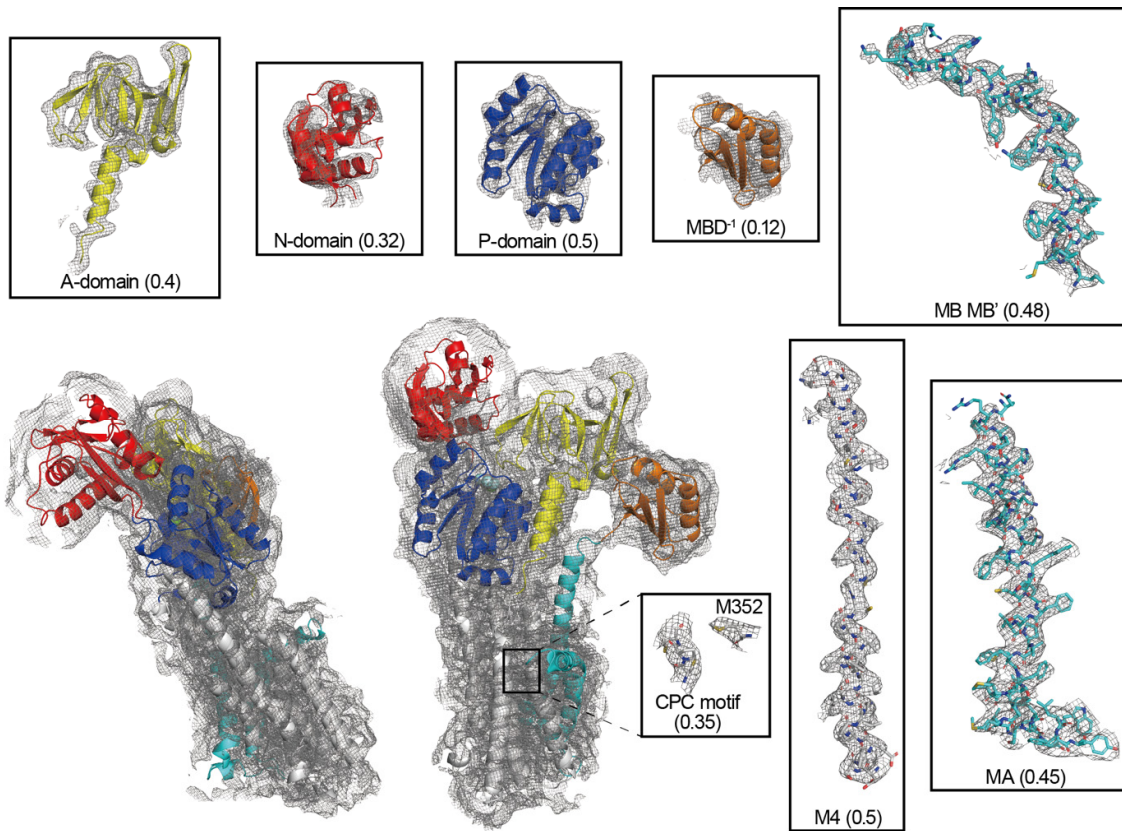 A-domain (0.4)
N-domain (0.32)
P-domain (0.5)
MBD⁻¹ (0.12)
MB MB' (0.48)
M352
CPC motif
(0.35)
M4 (0.5)
MA (0.45)